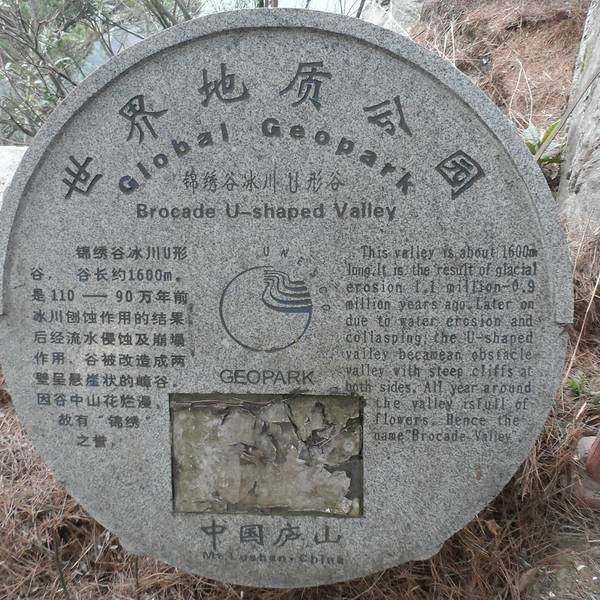 世界地质公园
Global Geopark
锦绣谷冰川U形谷
Brocade U-shaped Valley
锦绣谷冰川U形
谷, 谷长约1600m。
是110——90万年前
冰川刨蚀作用的结果
后经流水侵蚀及崩塌
作用,谷被改造成两
壁呈悬崖状的嶂谷。
因谷中山花烂漫,
故有"锦绣"
之誉。
UNESCO
GEOPARK
This valley is about 1600m
long.It is the result of glacial
erosion 1.1 million-0.9
million years ago. Later on
due to water erosion and
collasping, the U-shaped
valley becamean obstacle
valley with steep cliffs at
both sides. All year around
the valley isfull of
flowers. Hence the
name"Brocade Valley".
中国庐山
Mt.Lushan·China